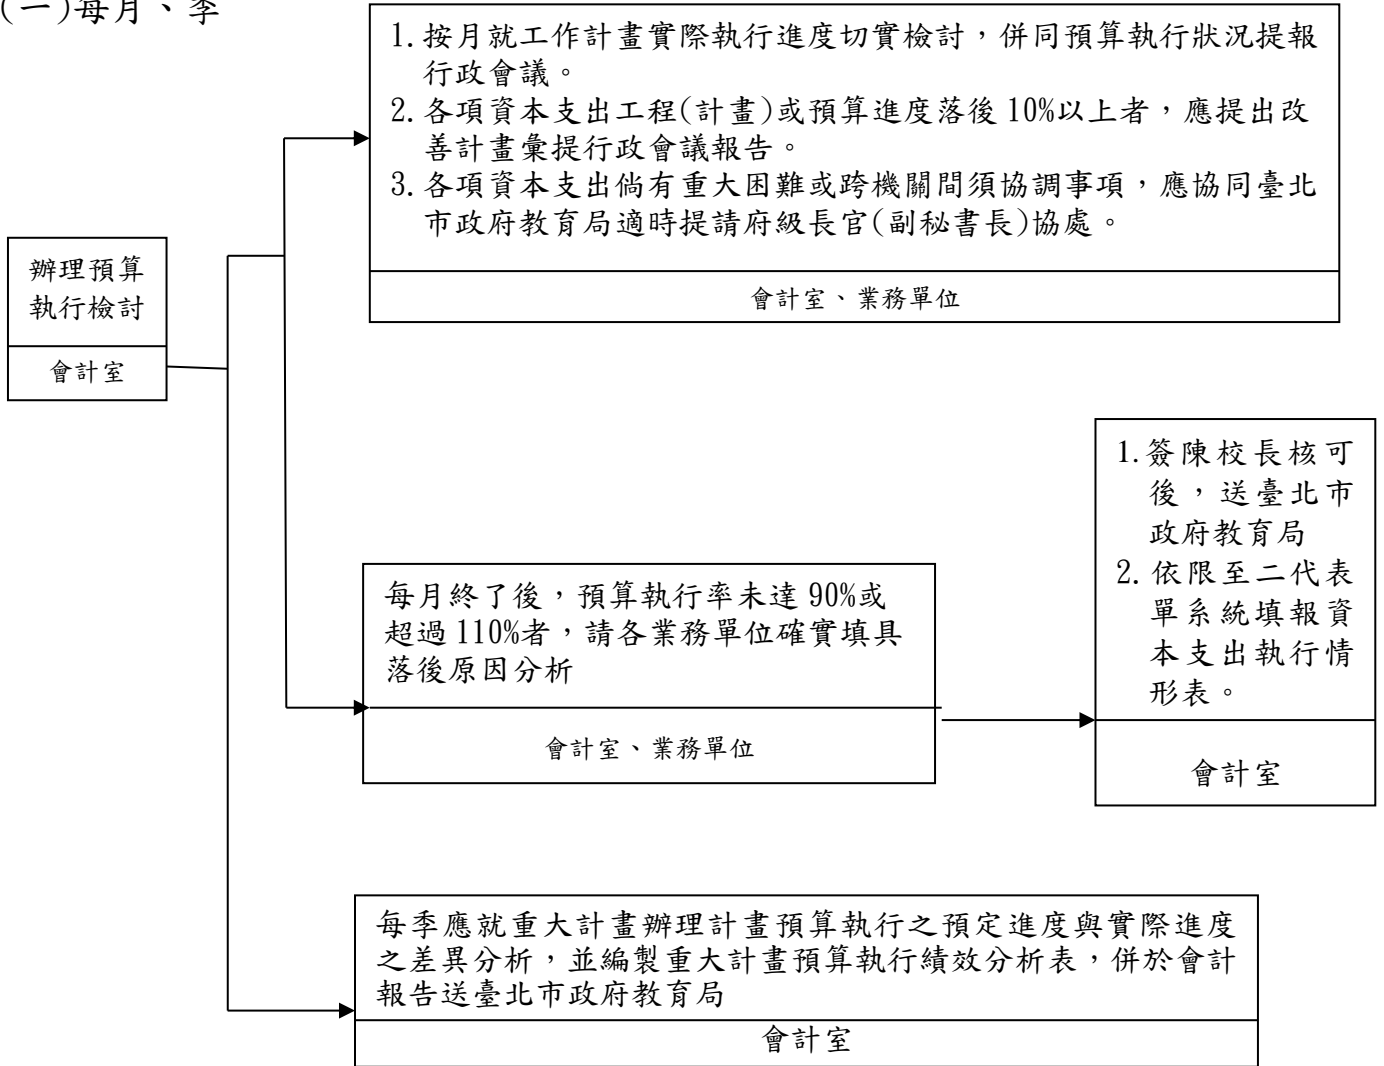 (一)每月、季
1.按月就工作計畫實際執行進度切實檢討，併同預算執行狀況提報
行政會議。
2.各項資本支出工程(計畫)或預算進度落後 10%以上者，應提出改
善計畫彙提行政會議報告。
3.各項資本支出倘有重大困難或跨機關間須協調事項，應協同臺北
市政府教育局適時提請府級長官(副秘書長)協處。
會計室、業務單位
辦理預算
執行檢討
會計室
每月終了後，預算執行率未達 90%或
超過 110%者，請各業務單位確實填具
落後原因分析
會計室、業務單位
1.簽陳校長核可
後，送臺北市
政府教育局
2.依限至二代表
單系統填報資
本支出執行情
形表。
會計室
每季應就重大計畫辦理計畫預算執行之預定進度與實際進度
之差異分析，並編製重大計畫預算執行績效分析表，併於會計
報告送臺北市政府教育局
會計室